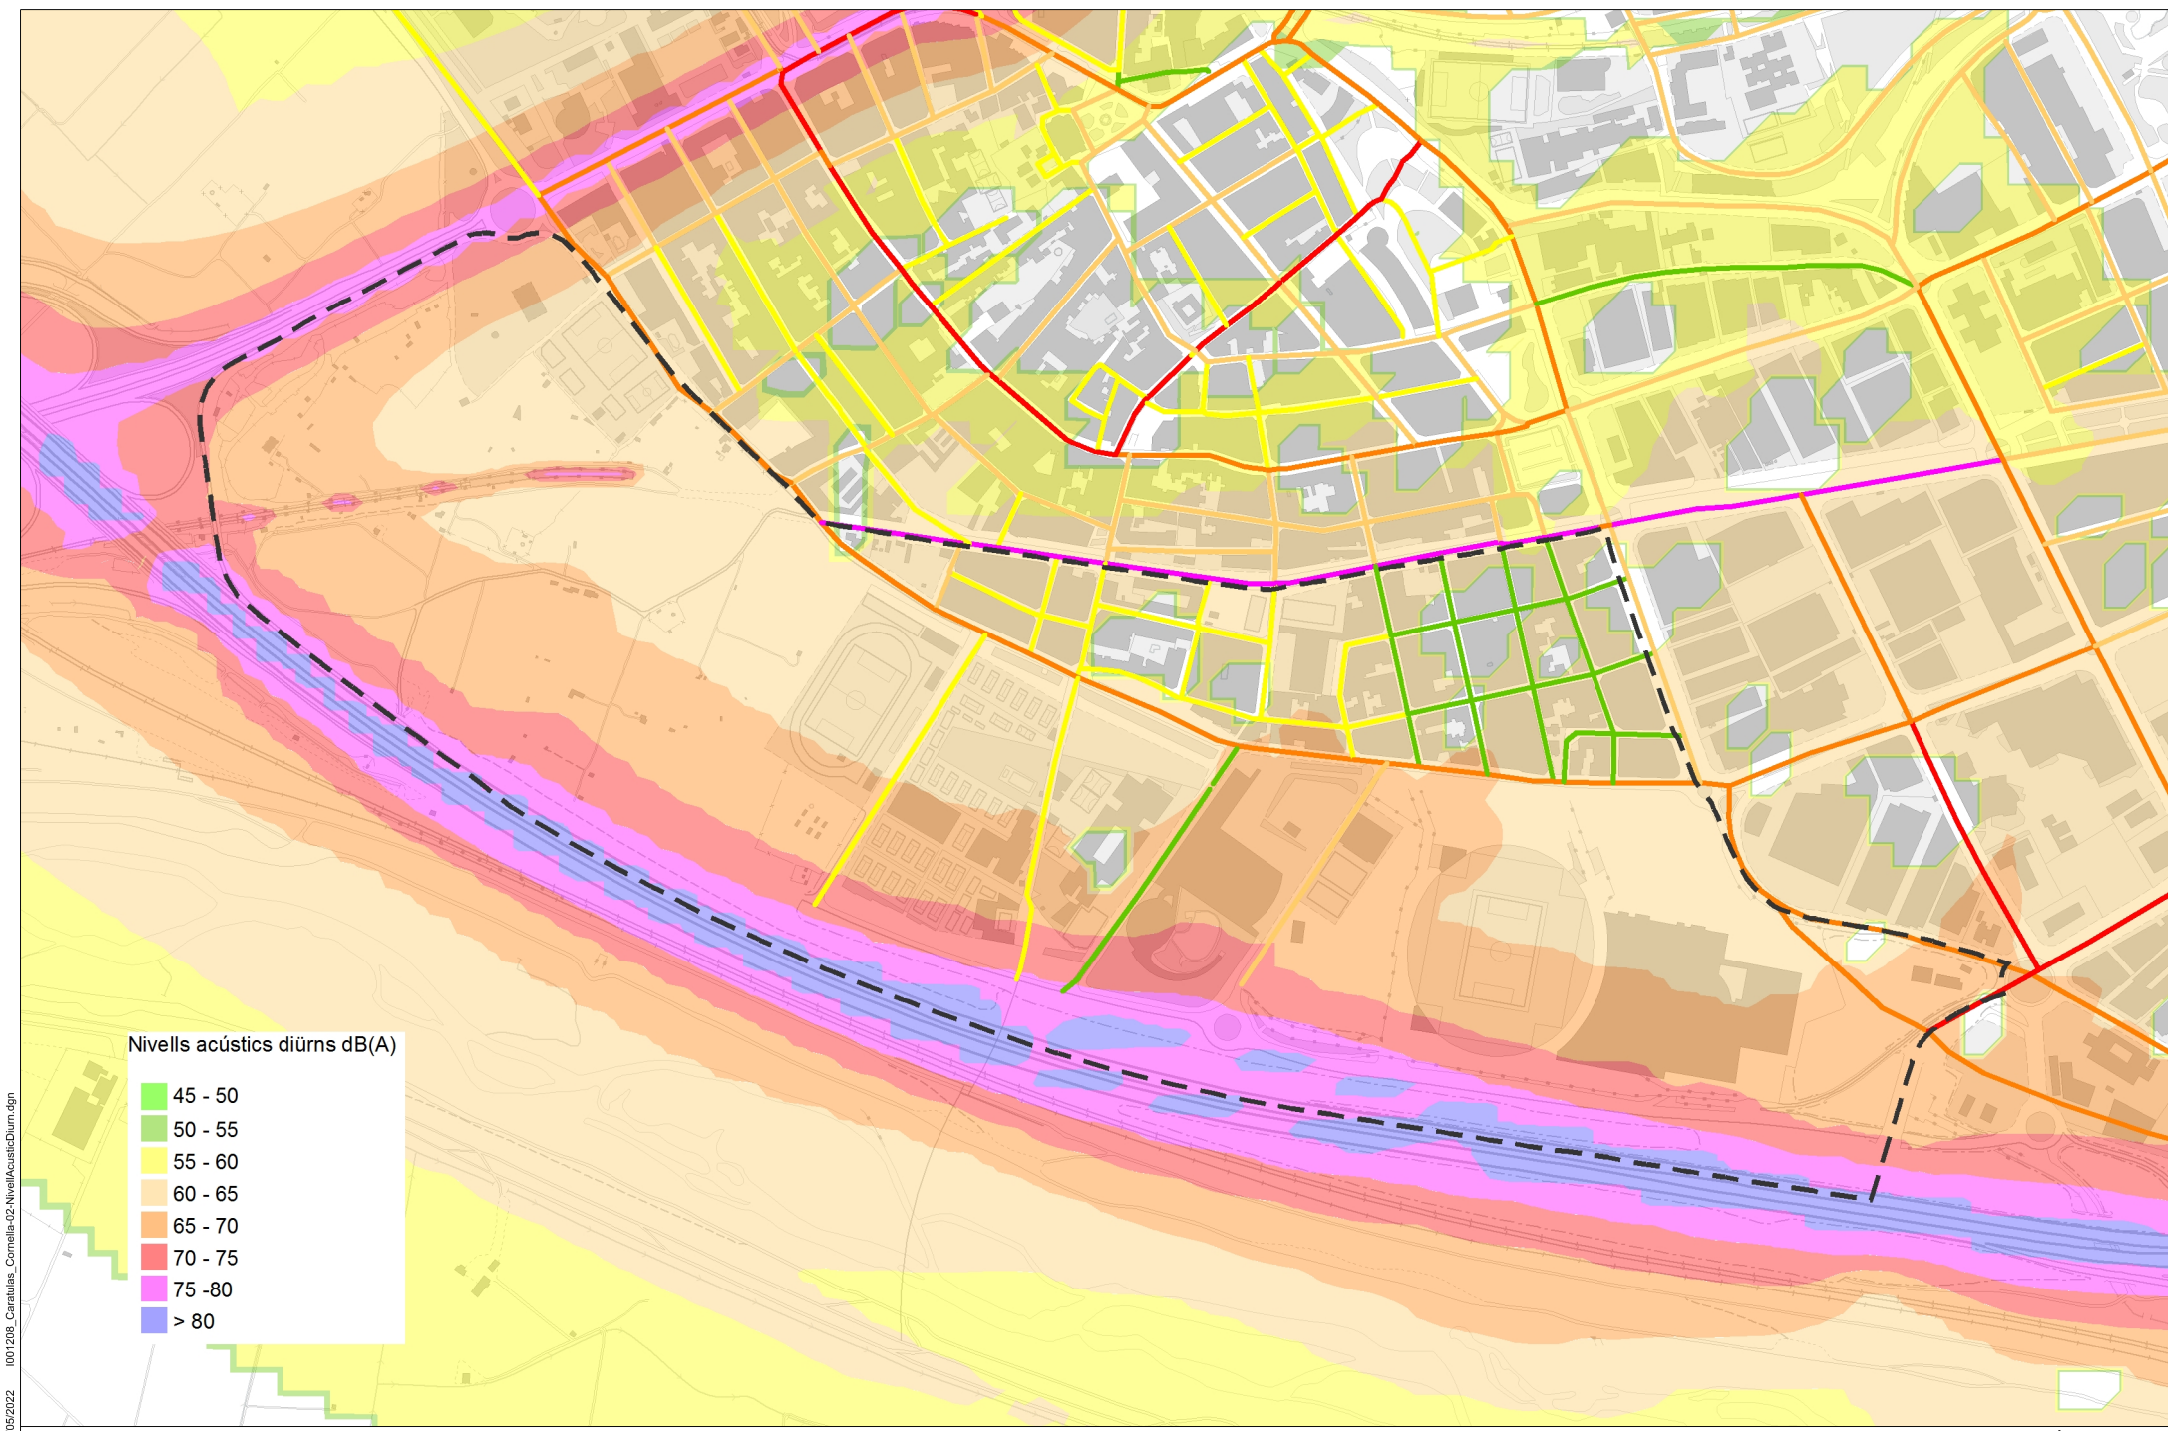 Nivells acústics diürns dB(A)
45 - 50
50 - 55
55 - 60
60 - 65
65 - 70
70 - 75
75 -80
> 80
05/2022 I001208_Caratulas_Cornella-02-NivellAcusticDiurn.dgn